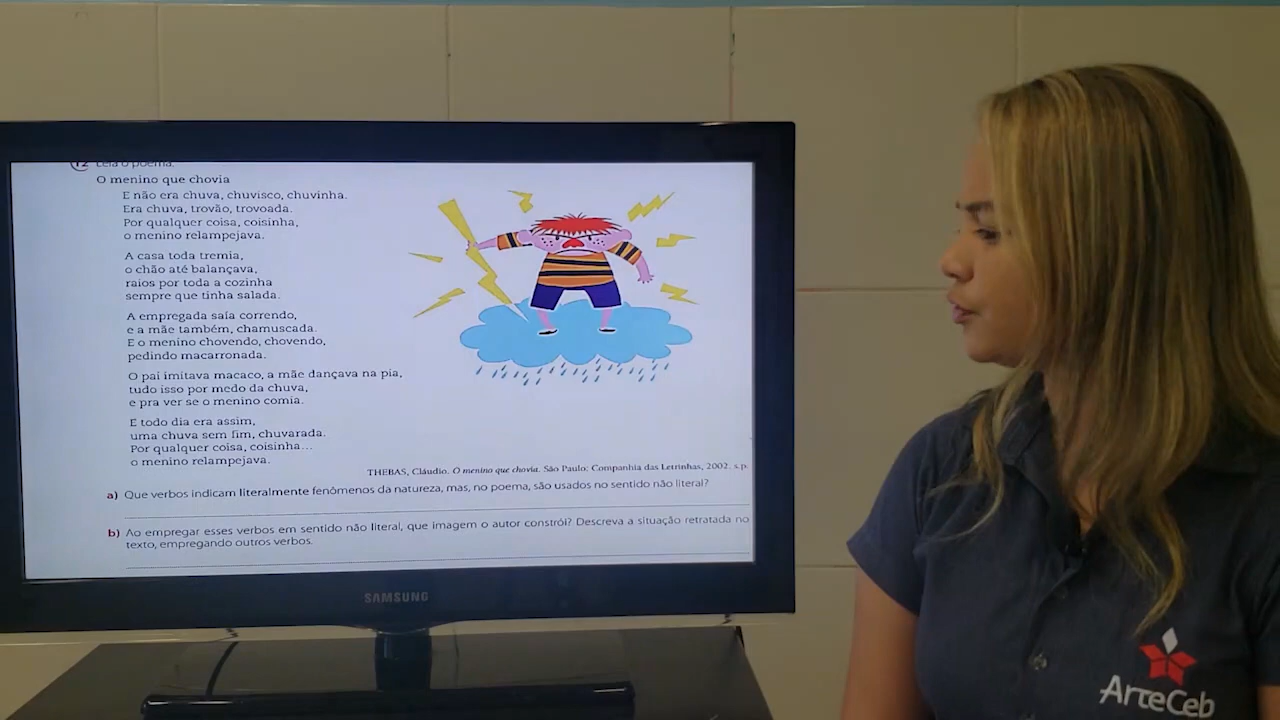 12 Leia o poema.
O menino que chovia
E não era chuva, chuvisco, chuvinha.
Era chuva, trovão, trovoada.
Por qualquer coisa, coisinha,
o menino relampejava.
A casa toda tremia,
o chão até balançava,
raios por toda a cozinha
sempre que tinha salada.
A empregada saía correndo,
e a mãe também, chamuscada.
E o menino chovendo, chovendo,
pedindo macarronada.
O pai imitava macaco, a mãe dançava na pia,
tudo isso por medo da chuva,
e pra ver se o menino comia.
E todo dia era assim,
uma chuva sem fim, chuvarada.
Por qualquer coisa, coisinha...
o menino relampejava.
THEBAS, Cláudio. O menino que chovia. São Paulo: Companhia das Letrinhas, 2002. s.p.
a) Que verbos indicam literalmente fenômenos da natureza, mas, no poema, são usados no sentido não literal?
b) Ao empregar esses verbos em sentido não literal, que imagem o autor constrói? Descreva a situação retratada no
texto, empregando outros verbos.
SAMSUNG
ArteCeb